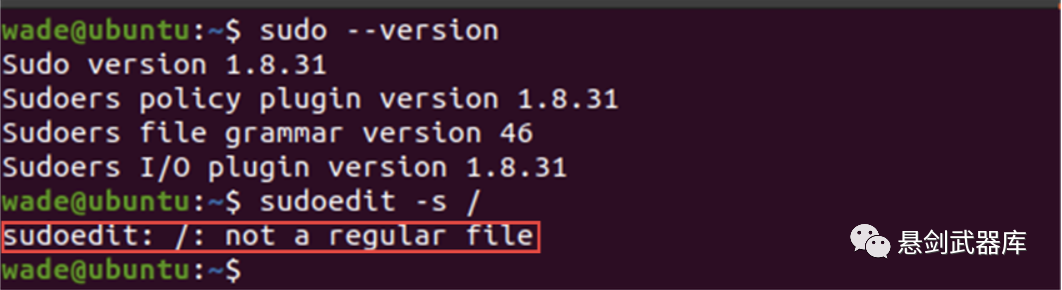 wade@ubuntu:~$ sudo --version
Sudo version 1.8.31
Sudoers policy plugin version 1.8.31
Sudoers file grammar version 46
Sudoers I/O plugin version 1.8.31
wade@ubuntu:~$ sudoedit -s /
sudoedit: /: not a regular file
悬剑武器库
wade@ubuntu:~$